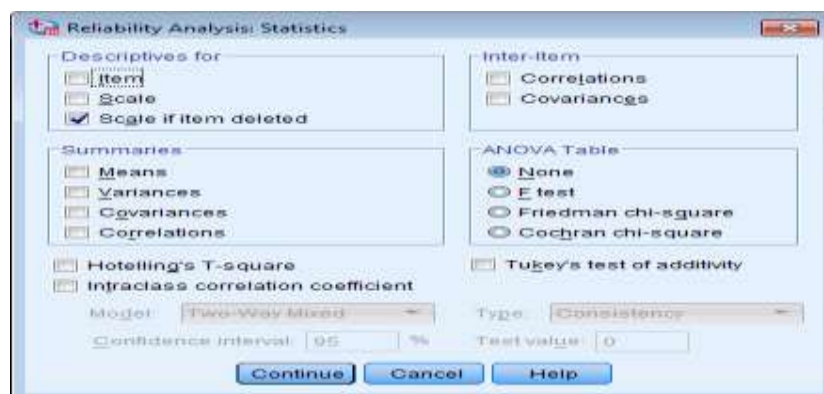 Reliability Analysis: Statistics
Descriptives for
Item
Scale
Scale if item deleted
Inter-Item
Correlations
Covariances
Summaries
Means
Variances
Covariances
Correlations
ANOVA Table
None
F test
Friedman chi-square
Cochran chi-square
Hotelling's T-square
Tukey's test of additivity
Intraclass correlation coefficient
Model: Two-Way Mixed
Type: Consistency
Confidence interval: 95 %
Test value: 0
Continue
Cancel
Help